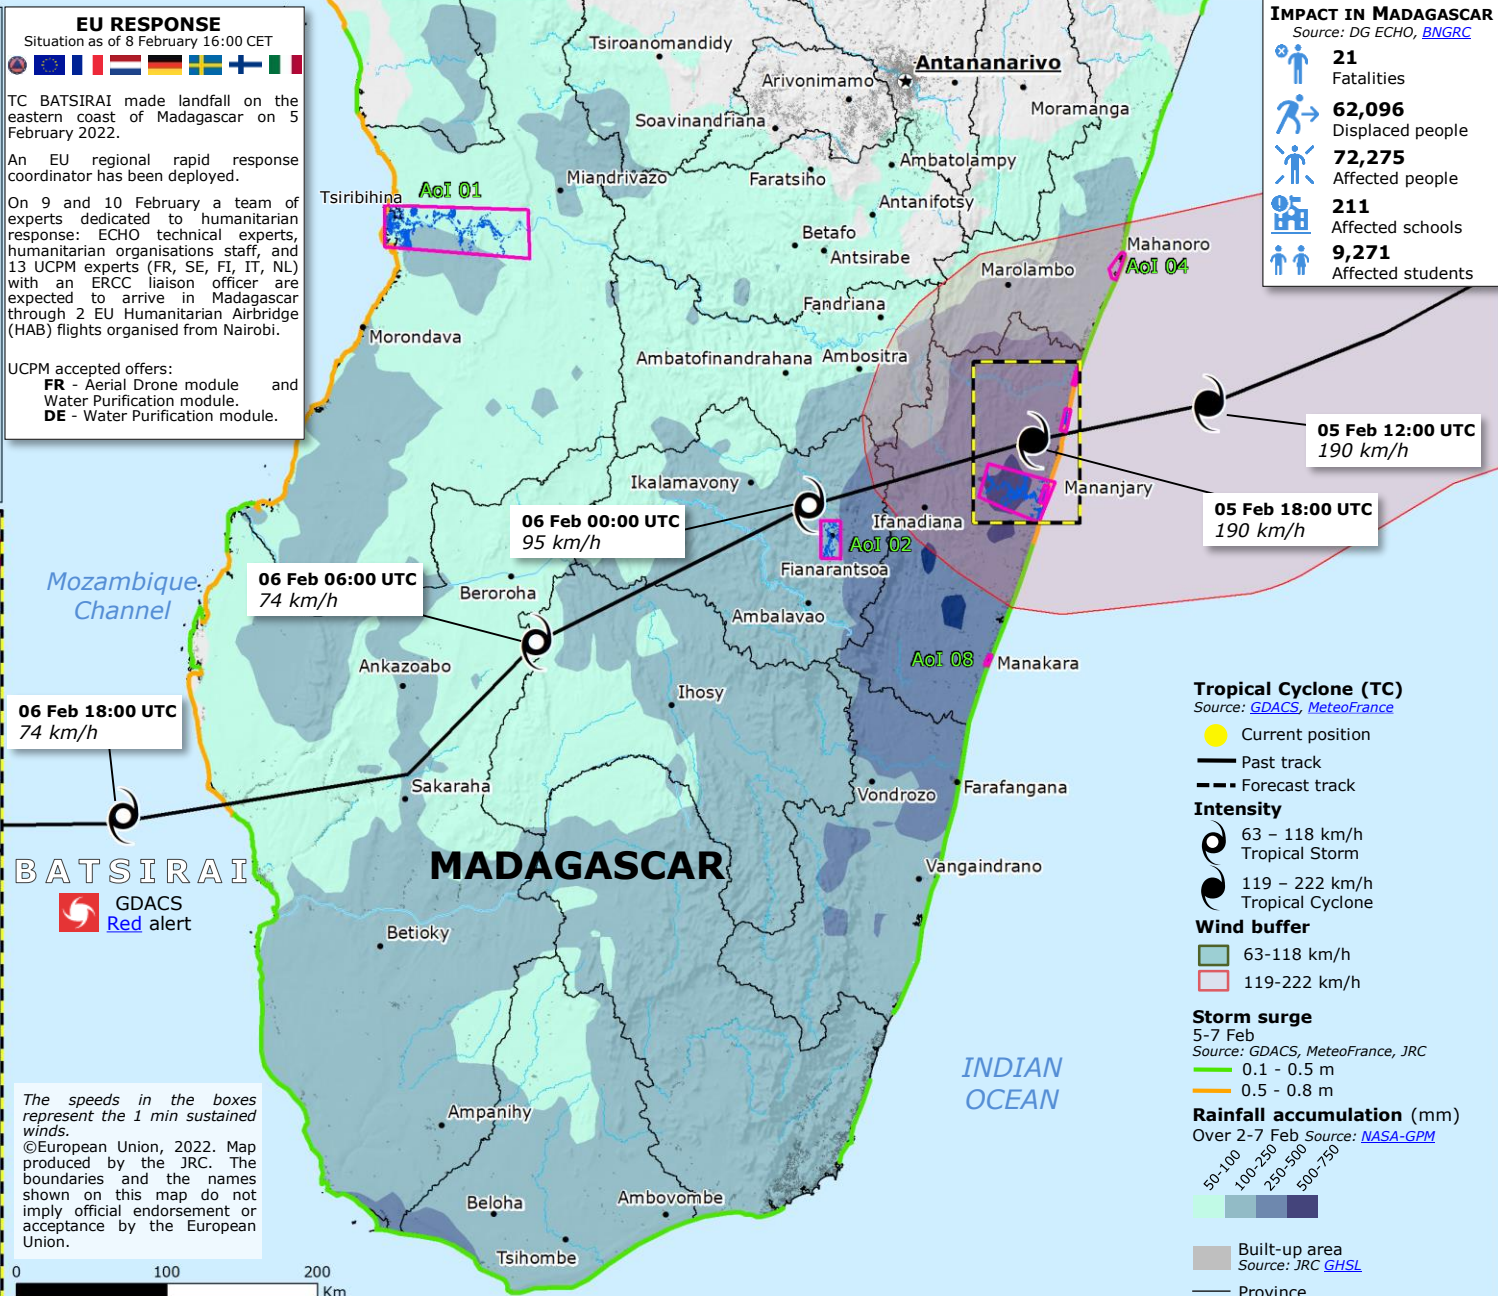 EU RESPONSE
Situation as of 8 February 16:00 CET
TC BATSIRAI made landfall on the
eastern coast of Madagascar on 5
February 2022.
An EU regional rapid response
coordinator has been deployed.
On 9 and 10 February a team of
experts dedicated to humanitarian
response: ECHO technical experts,
humanitarian organisations staff, and
13 UCPM experts (FR, SE, FI, IT, NL)
with an ERCC liaison officer are
expected to arrive in Madagascar
through 2 EU Humanitarian Airbridge
(HAB) flights organised from Nairobi.
UCPM accepted offers:
FR - Aerial Drone module and
Water Purification module.
DE - Water Purification module.
IMPACT IN MADAGASCAR
Source: DG ECHO, BNGRC
21
Fatalities
62,096
Displaced people
72,275
Affected people
211
Affected schools
9,271
Affected students
Tsiroanomandidy
Antananarivo
Arivonimamo
Moramanga
Soavinandriana
Ambatolampy
Miandrivazo
Faratsiho
Tsiribihina
AoI 01
Antanifotsy
Betafo
Antsirabe
Mahanoro
AoI 04
Marolambo
Fandriana
Morondava
Ambatofinandrahana
Ambositra
05 Feb 12:00 UTC
190 km/h
Ikalamavony
Mananjary
05 Feb 18:00 UTC
190 km/h
06 Feb 00:00 UTC
95 km/h
Ifanadiana
AoI 02
Fianarantsoa
06 Feb 06:00 UTC
74 km/h
Mozambique
Channel
Beroroha
Ambalavao
Ankazoabo
AoI 08
Manakara
Ihosy
06 Feb 18:00 UTC
74 km/h
Sakaraha
Vondrozo
Farafangana
BATSIRAI
GDACS
Red alert
MADAGASCAR
Vangaindrano
Betioky
INDIAN
OCEAN
Ampanihy
Beloha
Ambovombe
Tsihombe
Tropical Cyclone (TC)
Source: GDACS, MeteoFrance
Current position
Past track
Forecast track
Intensity
63 – 118 km/h
Tropical Storm
119 – 222 km/h
Tropical Cyclone
Wind buffer
63-118 km/h
119-222 km/h
Storm surge
5-7 Feb
Source: GDACS, MeteoFrance, JRC
0.1 - 0.5 m
0.5 - 0.8 m
Rainfall accumulation (mm)
Over 2-7 Feb Source: NASA-GPM
50-100
100-250
250-500
500-750
Built-up area
Source: JRC GHSL
Province
The speeds in the boxes
represent the 1 min sustained
winds.
©European Union, 2022. Map
produced by the JRC. The
boundaries and the names
shown on this map do not
imply official endorsement or
acceptance by the European
Union.
0 100 200
Km